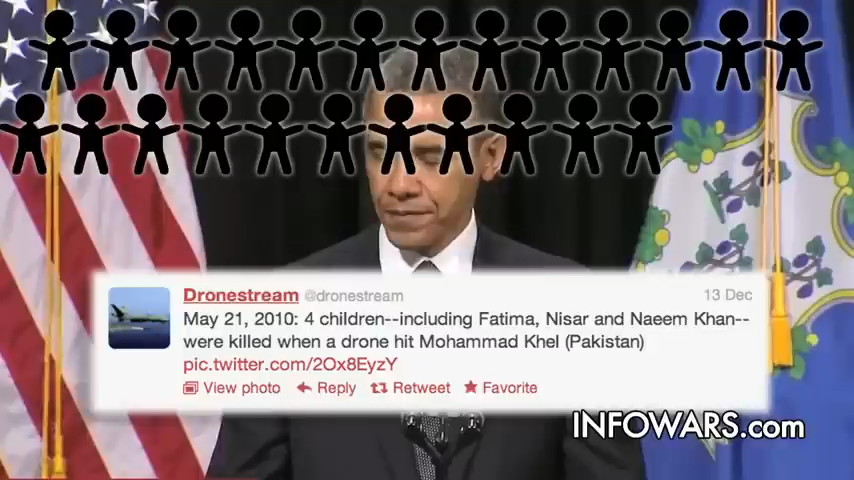 Dronestream @dronestream 13 Dec
May 21, 2010: 4 children--including Fatima, Nisar and Naeem Khan--
were killed when a drone hit Mohammad Khel (Pakistan)
pic.twitter.com/2Ox8EyzY
View photo Reply Retweet Favorite
INFOWARS.com